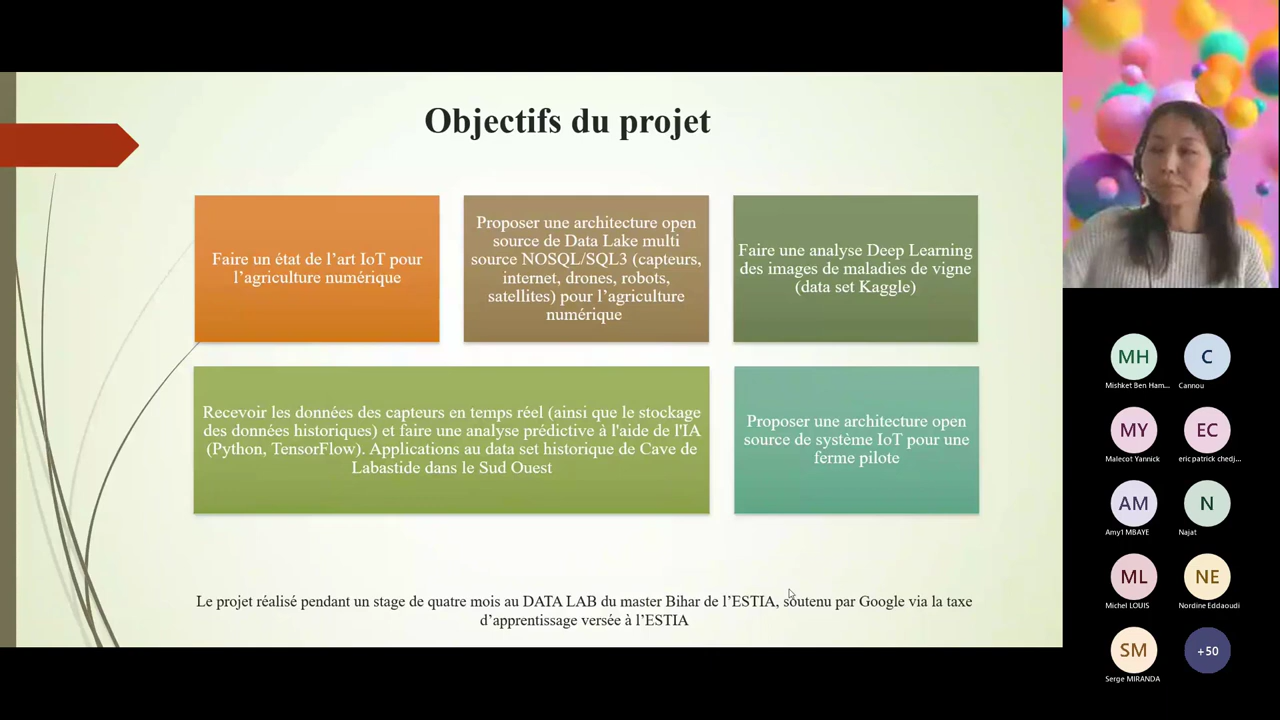 Objectifs du projet
Faire un état de l’art IoT pour
l’agriculture numérique
Proposer une architecture open
source de Data Lake multi
source NOSQL/SQL3 (capteurs,
internet, drones, robots,
satellites) pour l’agriculture
numérique
Faire une analyse Deep Learning
des images de maladies de vigne
(data set Kaggle)
Recevoir les données des capteurs en temps réel (ainsi que le stockage
des données historiques) et faire une analyse prédictive à l'aide de l'IA
(Python, TensorFlow). Applications au data set historique de Cave de
Labastide dans le Sud Ouest
Proposer une architecture open
source de système IoT pour une
ferme pilote
Le projet réalisé pendant un stage de quatre mois au DATA LAB du master Bihar de l’ESTIA, soutenu par Google via la taxe
d’apprentissage versée à l’ESTIA
MH
C
Mishket Ben Ham...
Cannou
MY
EC
Malecot Yannick
eric patrick chedj...
AM
N
Amy1 MBAYE
Najat
ML
NE
Michel LOUIS
Nordine Eddaoudi
SM
+50
Serge MIRANDA